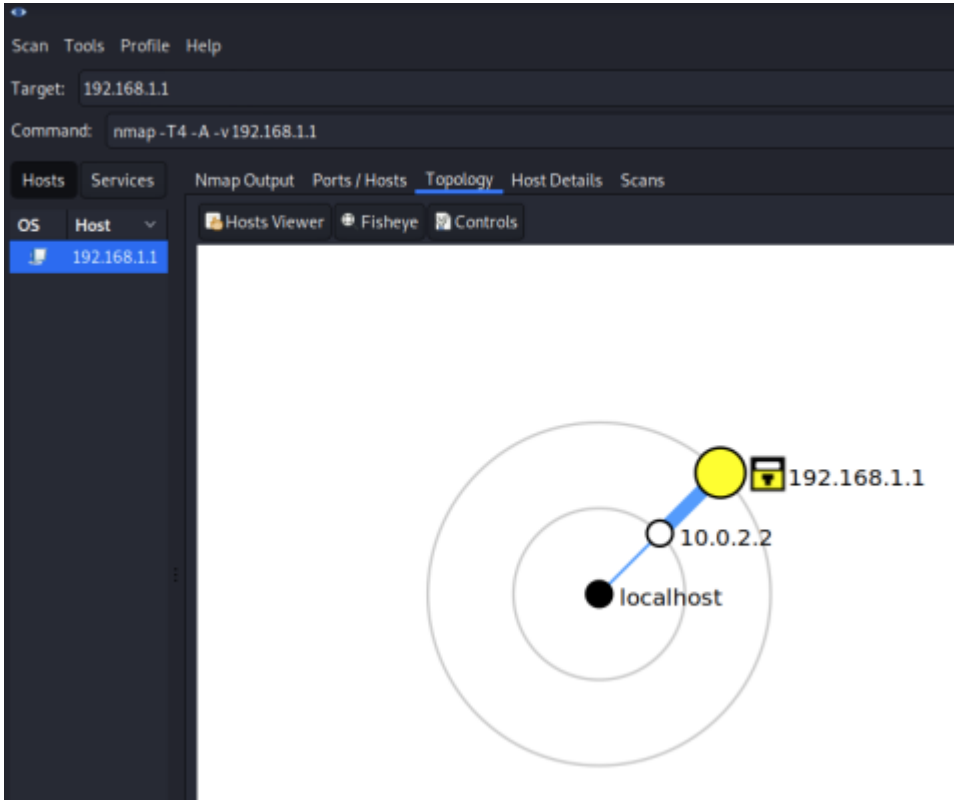 Scan Tools Profile Help
Target: 192.168.1.1
Command: nmap -T4 -A -v 192.168.1.1
Hosts Services
Nmap Output Ports / Hosts Topology Host Details Scans
OS Host
Hosts Viewer Fisheye Controls
192.168.1.1
192.168.1.1
10.0.2.2
localhost